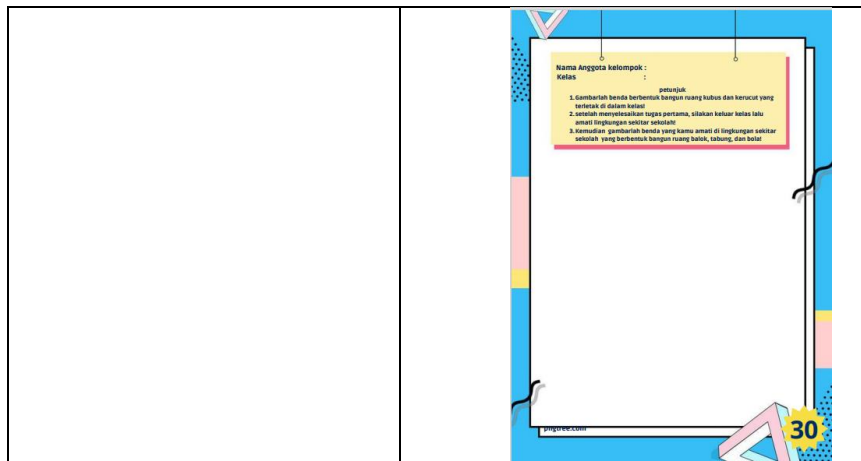 Nama Anggota kelompok :
Kelas :
petunjuk
1. Gambarlah benda berbentuk bangun ruang kubus dan kerucut yang
terletak di dalam kelas!
2. setelah menyelesaikan tugas pertama, silakan keluar kelas lalu
amati lingkungan sekitar sekolah!
3. Kemudian gambarlah benda yang kamu amati di lingkungan sekitar
sekolah yang berbentuk bangun ruang balok, tabung, dan bola!
pngtree.com
30